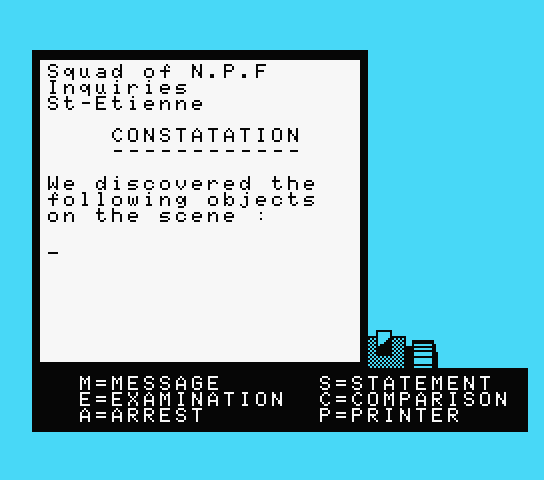 Squad of N.P.F
Inquiries
St-Etienne
CONSTATATION
------------
We discovered the
following objects
on the scene :
_
M=MESSAGE S=STATEMENT
E=EXAMINATION C=COMPARISON
A=ARREST P=PRINTER